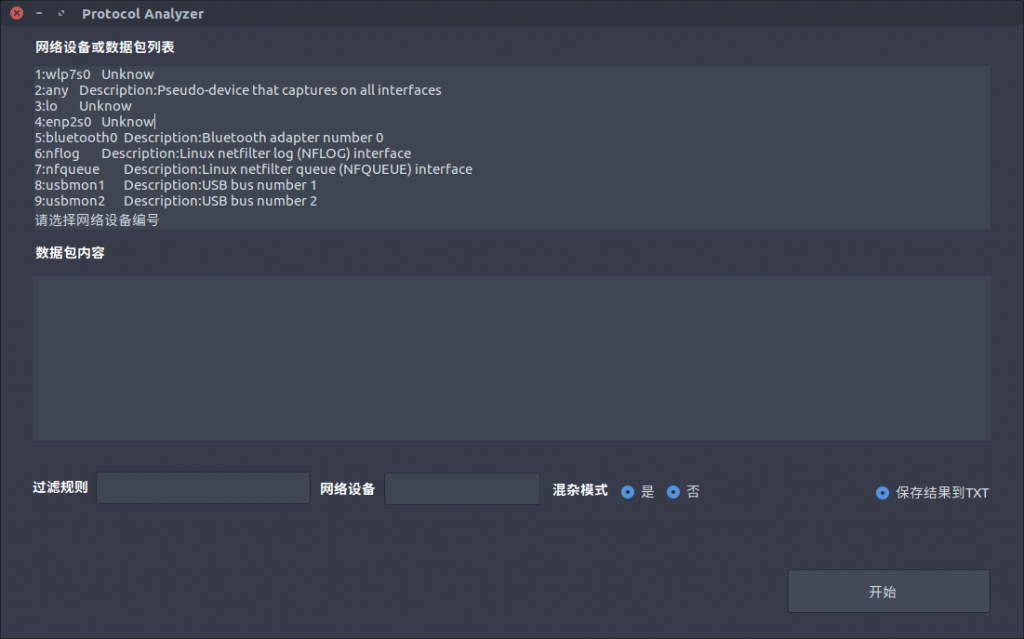 Protocol Analyzer
网络设备或数据包列表
1:wlp7s0 Unknow
2:any Description:Pseudo-device that captures on all interfaces
3:lo Unknow
4:enp2s0 Unknow
5:bluetooth0 Description:Bluetooth adapter number 0
6:nflog Description:Linux netfilter log (NFLOG) interface
7:nfqueue Description:Linux netfilter queue (NFQUEUE) interface
8:usbmon1 Description:USB bus number 1
9:usbmon2 Description:USB bus number 2
请选择网络设备编号
数据包内容
过滤规则 网络设备 混杂模式 是 否 保存结果到TXT
开始